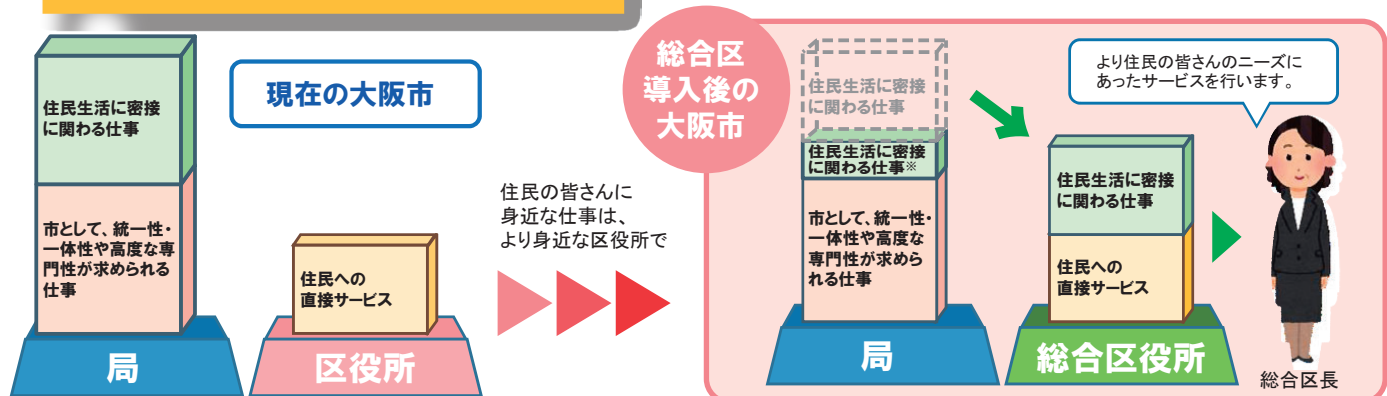 現在の大阪市
住民生活に密接
に関わる仕事
市として、統一性・
一体性や高度な専
門性が求められる
仕事
局
住民への
直接サービス
区役所
住民の皆さんに
身近な仕事は、
より身近な区役所で
総合区
導入後の
大阪市
住民生活に密接
に関わる仕事
住民生活に密接
に関わる仕事※
市として、統一性・
一体性や高度な
専門性が求めら
れる仕事
局
住民生活に密接
に関わる仕事
住民への
直接サービス
総合区役所
より住民の皆さんのニーズに
あったサービスを行います。
総合区長